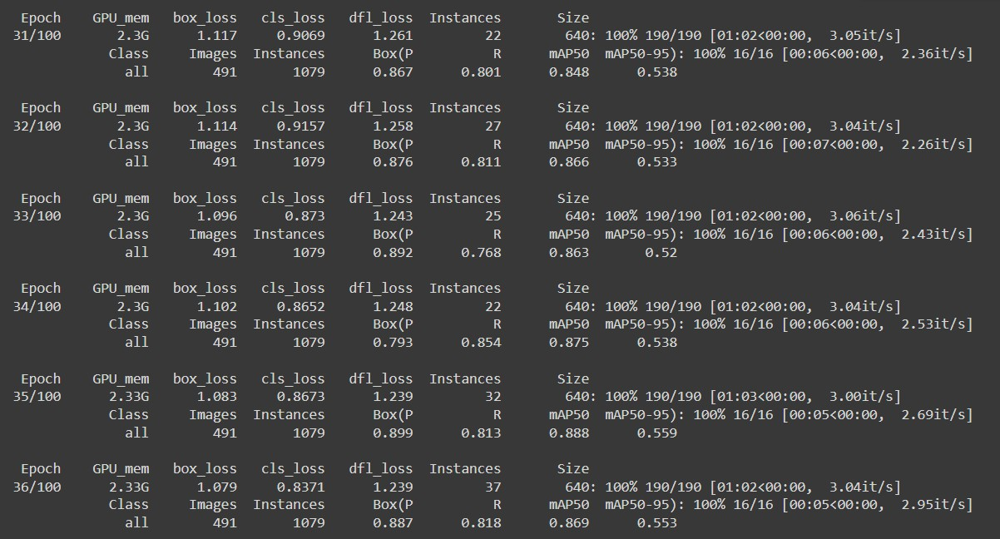 Epoch GPU_mem box_loss cls_loss dfl_loss Instances Size
31/100 2.3G 1.117 0.9069 1.261 22 640: 100% 190/190 [01:02<00:00, 3.05it/s]
Class Images Instances Box(P R mAP50 mAP50-95): 100% 16/16 [00:06<00:00, 2.36it/s]
all 491 1079 0.867 0.801 0.848 0.538
Epoch GPU_mem box_loss cls_loss dfl_loss Instances Size
32/100 2.3G 1.114 0.9157 1.258 27 640: 100% 190/190 [01:02<00:00, 3.04it/s]
Class Images Instances Box(P R mAP50 mAP50-95): 100% 16/16 [00:07<00:00, 2.26it/s]
all 491 1079 0.876 0.811 0.866 0.533
Epoch GPU_mem box_loss cls_loss dfl_loss Instances Size
33/100 2.3G 1.096 0.873 1.243 25 640: 100% 190/190 [01:02<00:00, 3.06it/s]
Class Images Instances Box(P R mAP50 mAP50-95): 100% 16/16 [00:06<00:00, 2.43it/s]
all 491 1079 0.892 0.768 0.863 0.52
Epoch GPU_mem box_loss cls_loss dfl_loss Instances Size
34/100 2.3G 1.102 0.8652 1.248 22 640: 100% 190/190 [01:02<00:00, 3.04it/s]
Class Images Instances Box(P R mAP50 mAP50-95): 100% 16/16 [00:06<00:00, 2.53it/s]
all 491 1079 0.793 0.854 0.875 0.538
Epoch GPU_mem box_loss cls_loss dfl_loss Instances Size
35/100 2.33G 1.083 0.8673 1.239 32 640: 100% 190/190 [01:03<00:00, 3.00it/s]
Class Images Instances Box(P R mAP50 mAP50-95): 100% 16/16 [00:05<00:00, 2.69it/s]
all 491 1079 0.899 0.813 0.888 0.559
Epoch GPU_mem box_loss cls_loss dfl_loss Instances Size
36/100 2.33G 1.079 0.8371 1.239 37 640: 100% 190/190 [01:02<00:00, 3.04it/s]
Class Images Instances Box(P R mAP50 mAP50-95): 100% 16/16 [00:05<00:00, 2.95it/s]
all 491 1079 0.887 0.818 0.869 0.553